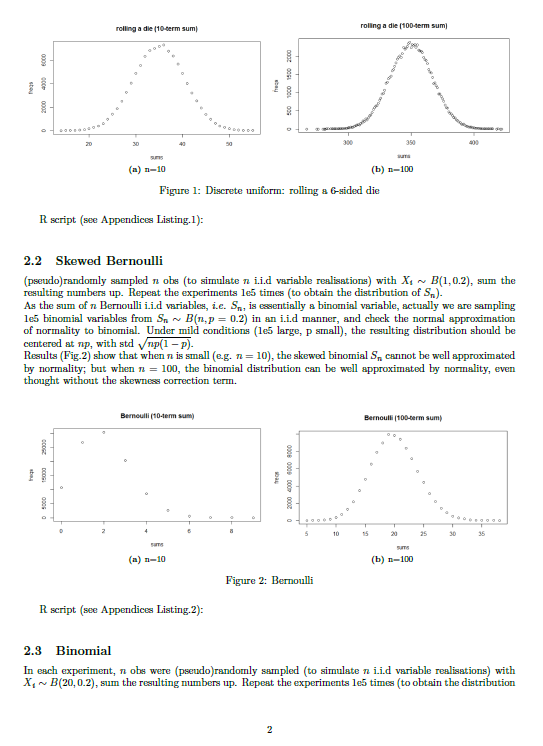 rolling a die (10-term sum)
rolling a die (100-term sum)
freqs
0 2000 4000 6000
20 30 40 50
sums
freqs
0 500 1000 1500 2000
300 350 400
sums
(a) n=10
(b) n=100
Figure 1: Discrete uniform: rolling a 6-sided die
R script (see Appendices Listing.1):
2.2 Skewed Bernoulli
(pseudo)randomly sampled n obs (to simulate n i.i.d variable realisations) with Xₜ ∼ B(1, 0.2), sum the
resulting numbers up. Repeat the experiments 1e5 times (to obtain the distribution of Sₙ).
As the sum of n Bernoulli i.i.d variables, i.e. Sₙ, is essentially a binomial variable, actually we are sampling
1e5 binomial variables from Sₙ ∼ B(n, p = 0.2) in an i.i.d manner, and check the normal approximation
of normality to binomial. Under mild conditions (1e5 large, p small), the resulting distribution should be
centered at np, with std √np(1 − p).
Results (Fig.2) show that when n is small (e.g. n = 10), the skewed binomial Sₙ cannot be well approximated
by normality; but when n = 100, the binomial distribution can be well approximated by normality, even
thought without the skewness correction term.
Bernoulli (10-term sum)
Bernoulli (100-term sum)
freqs
0 5000 15000 25000
0 2 4 6 8
sums
freqs
0 2000 4000 6000 8000
5 10 15 20 25 30 35
sums
(a) n=10
(b) n=100
Figure 2: Bernoulli
R script (see Appendices Listing.2):
2.3 Binomial
In each experiment, n obs were (pseudo)randomly sampled (to simulate n i.i.d variable realisations) with
Xₜ ∼ B(20, 0.2), sum the resulting numbers up. Repeat the experiments 1e5 times (to obtain the distribution
2